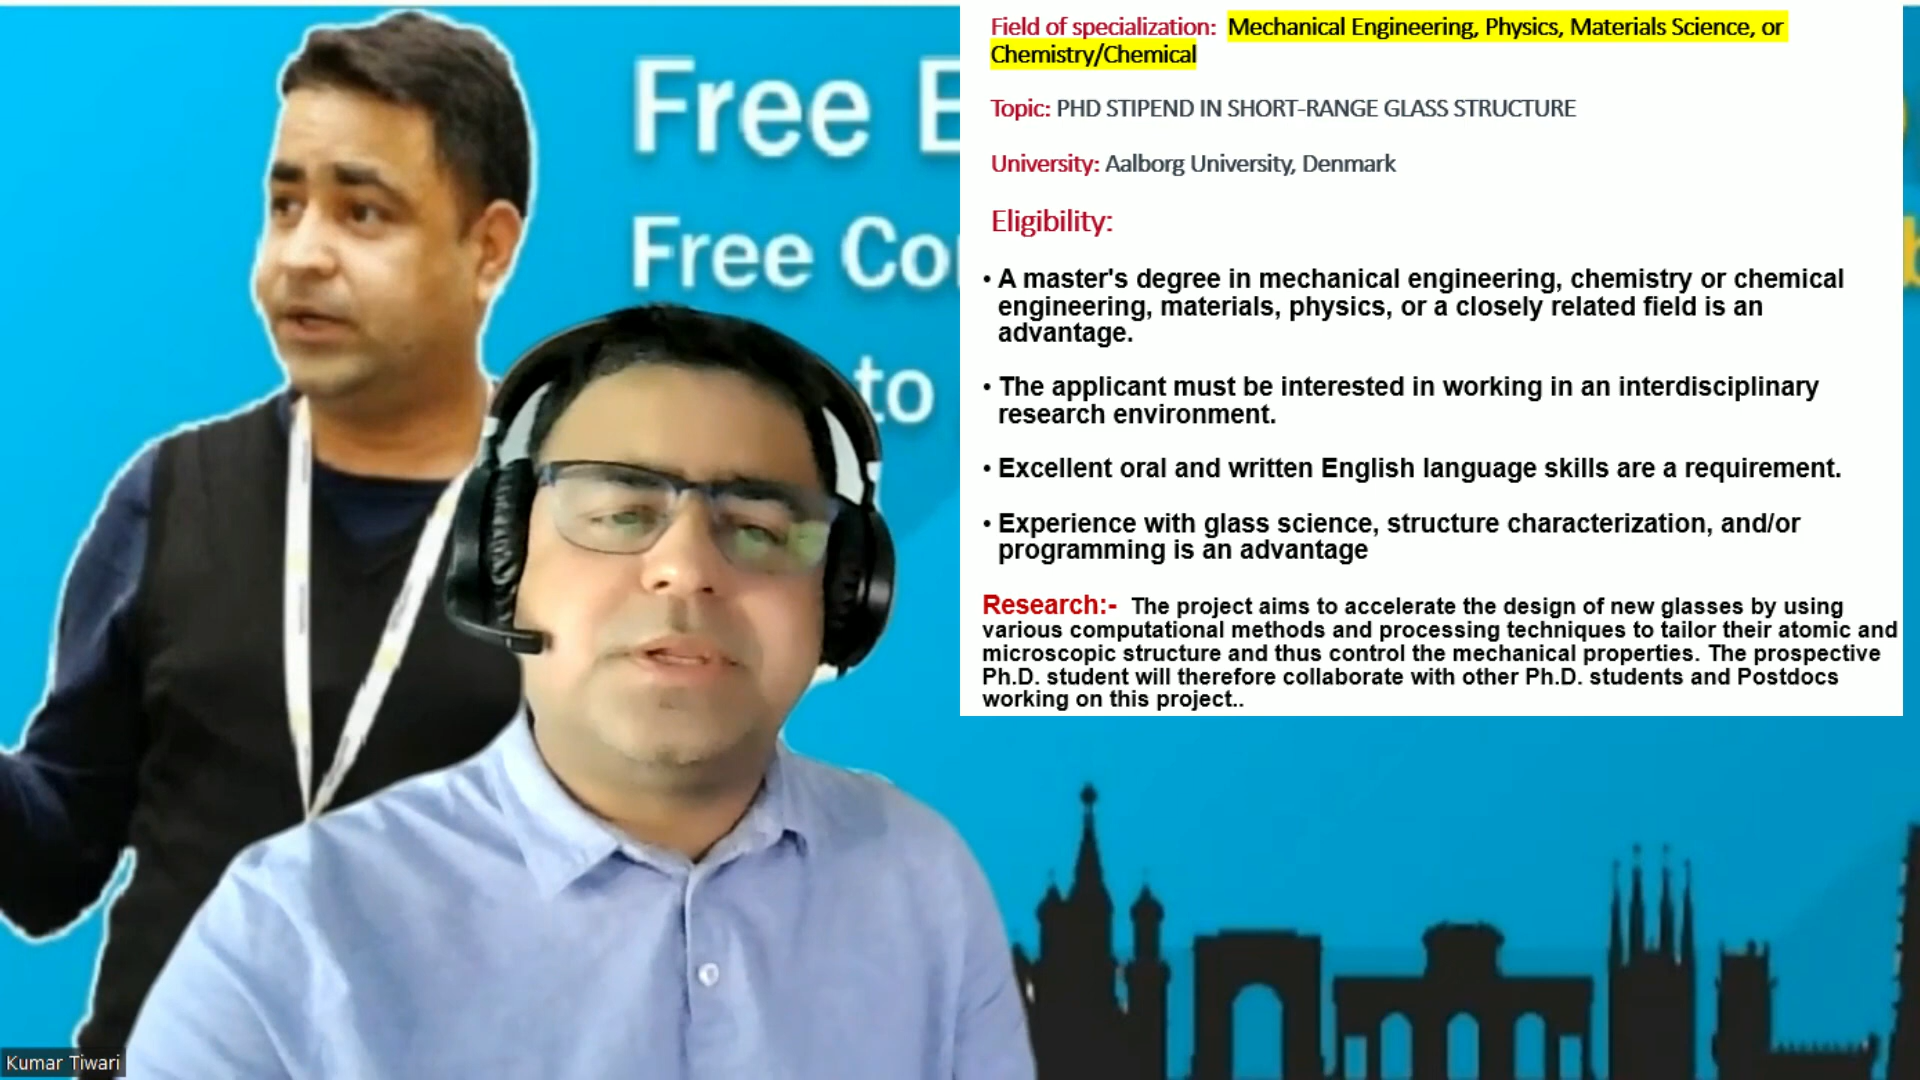 Free
Free Co
to
Field of specialization: Mechanical Engineering, Physics, Materials Science, or
Chemistry/Chemical
Topic: PHD STIPEND IN SHORT-RANGE GLASS STRUCTURE
University: Aalborg University, Denmark
Eligibility:
• A master's degree in mechanical engineering, chemistry or chemical
engineering, materials, physics, or a closely related field is an
advantage.
• The applicant must be interested in working in an interdisciplinary
research environment.
• Excellent oral and written English language skills are a requirement.
• Experience with glass science, structure characterization, and/or
programming is an advantage
Research:- The project aims to accelerate the design of new glasses by using
various computational methods and processing techniques to tailor their atomic and
microscopic structure and thus control the mechanical properties. The prospective
Ph.D. student will therefore collaborate with other Ph.D. students and Postdocs
working on this project..
Kumar Tiwari